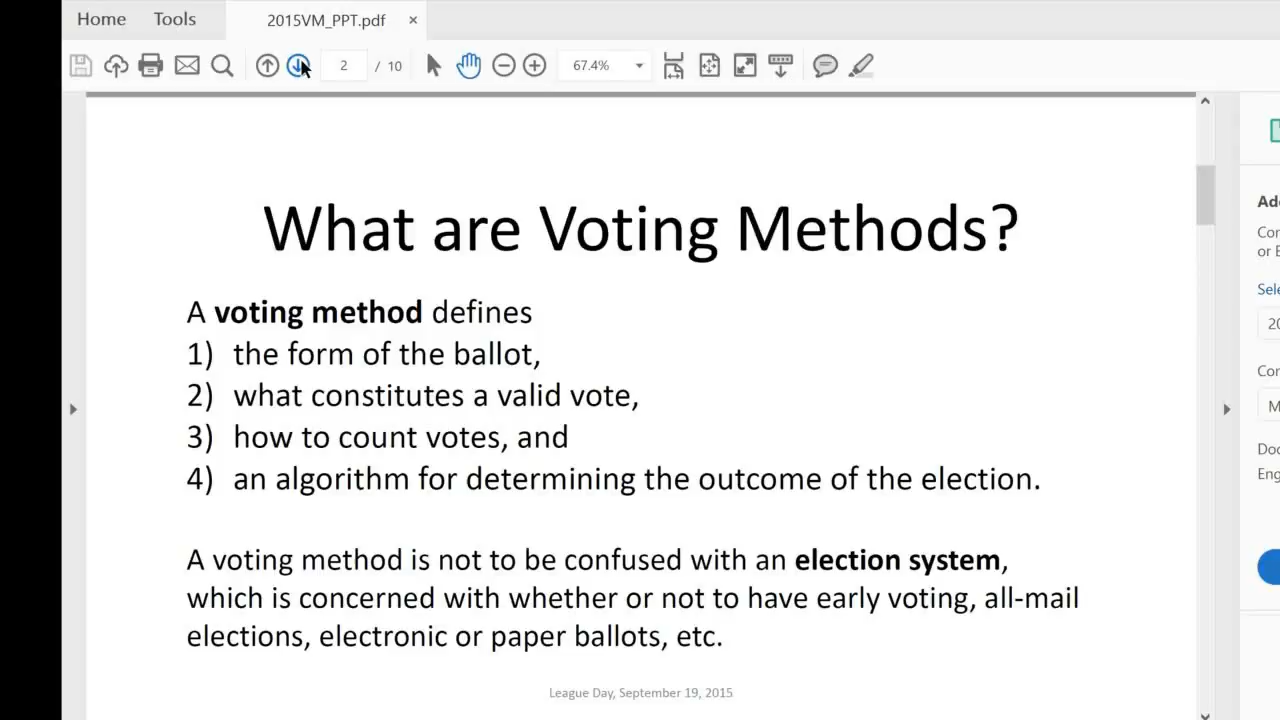 Home Tools 2015VM_PPT.pdf ×
2 / 10 67.4%
What are Voting Methods?
A voting method defines
1) the form of the ballot,
2) what constitutes a valid vote,
3) how to count votes, and
4) an algorithm for determining the outcome of the election.
A voting method is not to be confused with an election system,
which is concerned with whether or not to have early voting, all-mail
elections, electronic or paper ballots, etc.
League Day, September 19, 2015